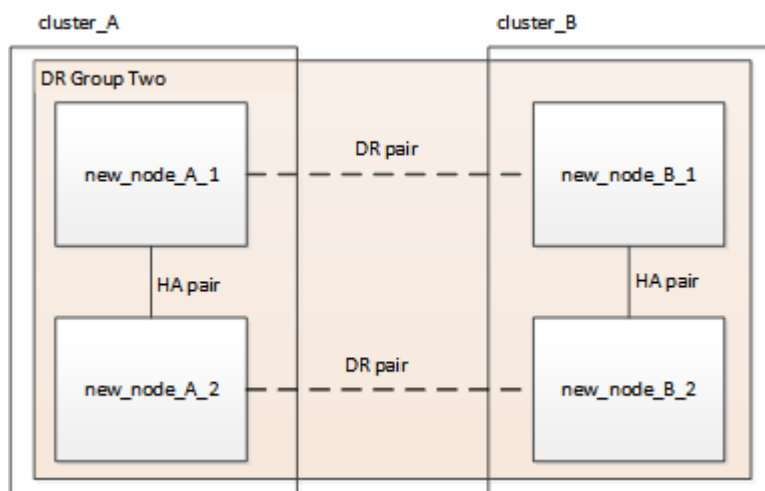 cluster_A
cluster_B
DR Group Two
new_node_A_1
DR pair
new_node_B_1
HA pair
HA pair
new_node_A_2
DR pair
new_node_B_2